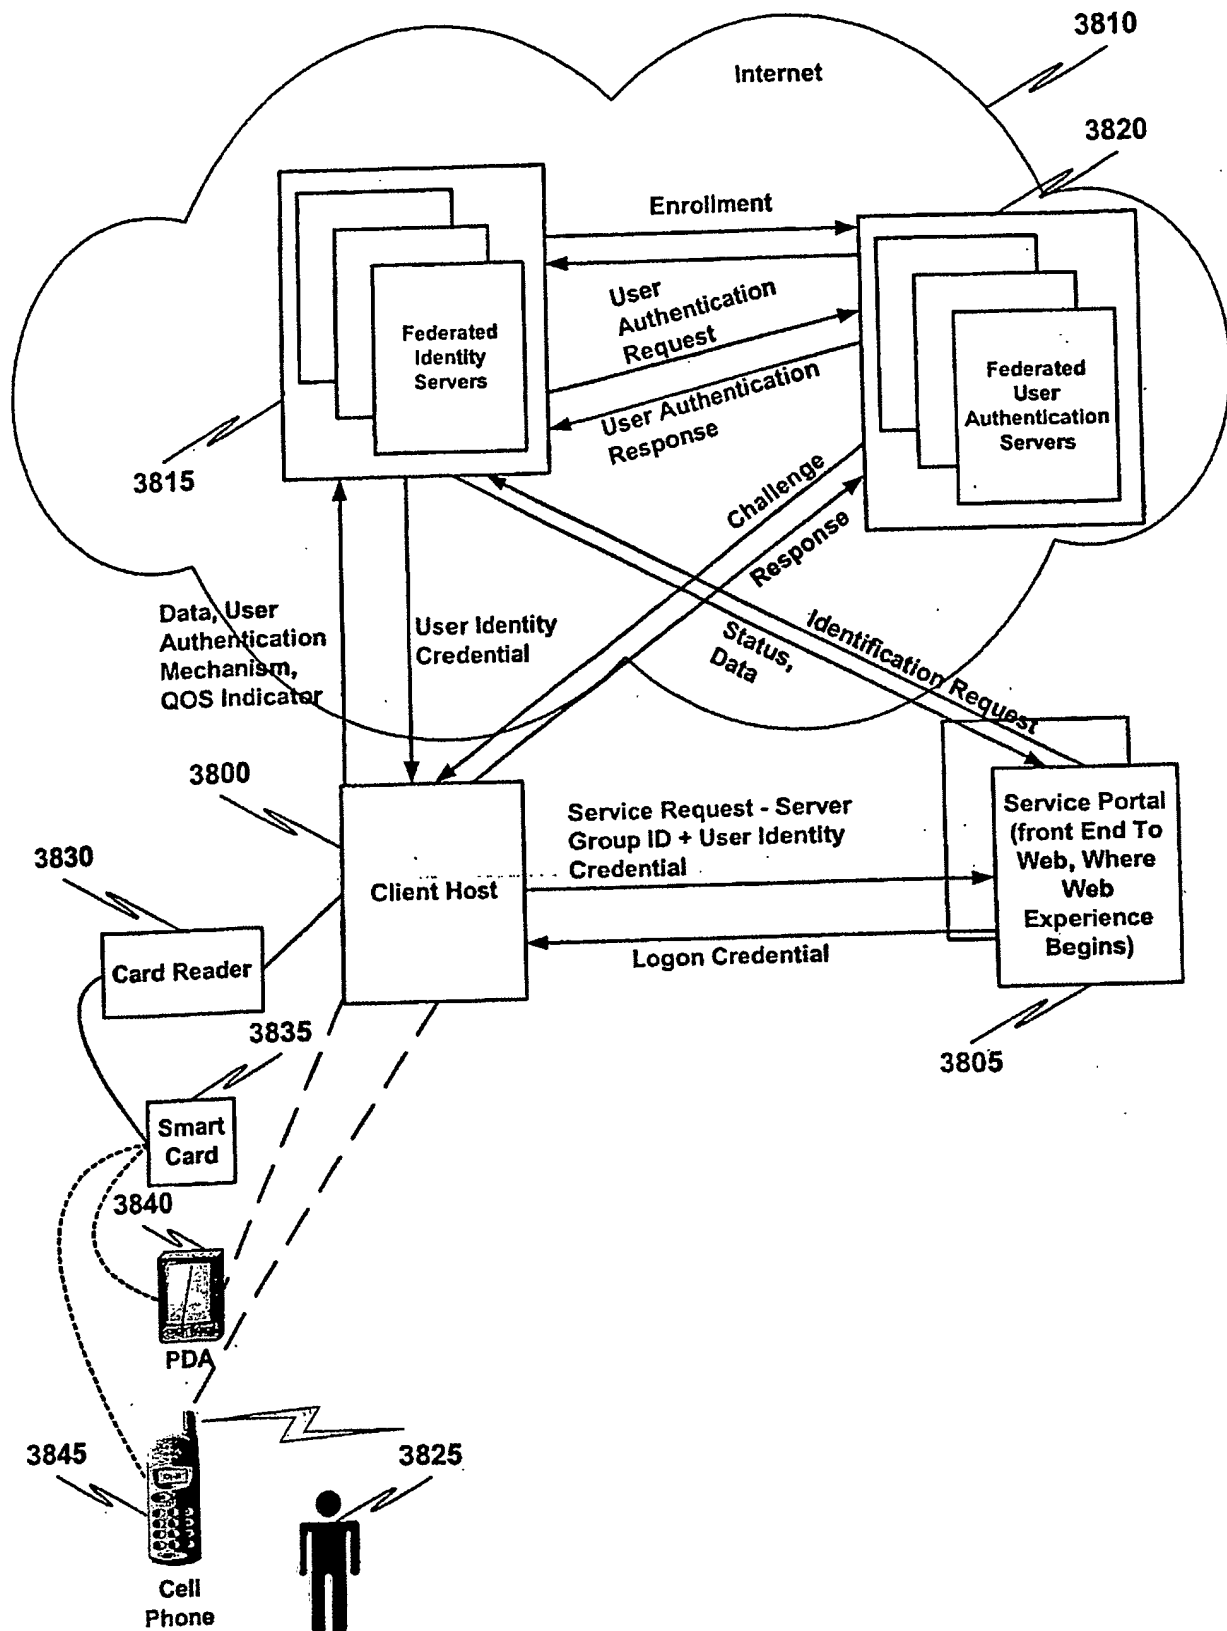 3810
Internet
3820
Enrollment
User
Authentication
Request
Federated
Identity
Servers
Federated
User
Authentication
Servers
User Authentication
Response
3815
Challenge
Response
Data, User
Authentication
Mechanism,
QOS Indicator
User Identity
Credential
Status,
Data
Identification Request
3800
Service Request - Server
Group ID + User Identity
Credential
Service Portal
(front End To
Web, Where
Web
Experience
Begins)
3830
Client Host
Card Reader
Logon Credential
3835
3805
Smart
Card
3840
PDA
3845
3825
Cell
Phone